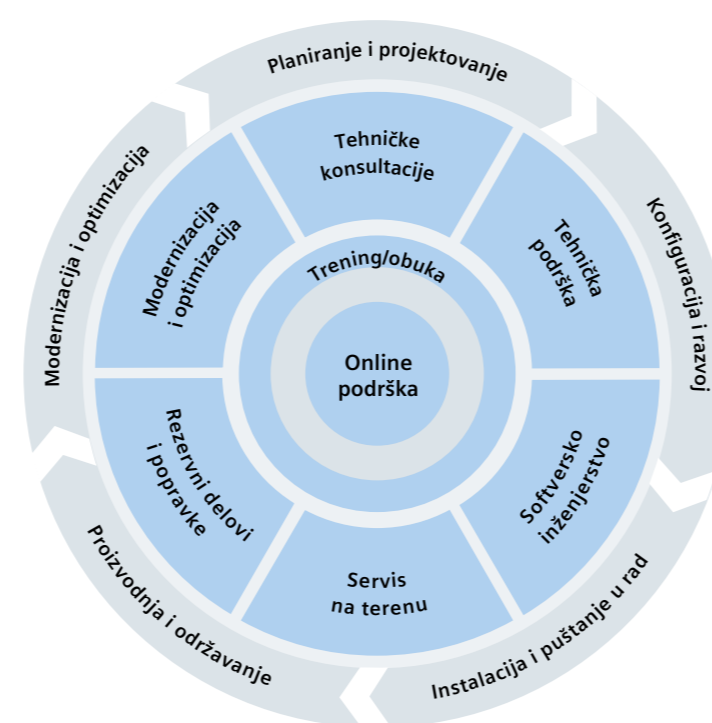 Planiranje i projektovanje
Konfiguracija i razvoj
Instalacija i puštanje u rad
Proizvodnja i održavanje
Modernizacija i optimizacija
Tehničke
konsultacije
Tehnička
podrška
Softversko
inženjerstvo
Servis
na terenu
Rezervni delovi
i popravke
Modernizacija
i optimizacija
Trening/obuka
Online
podrška